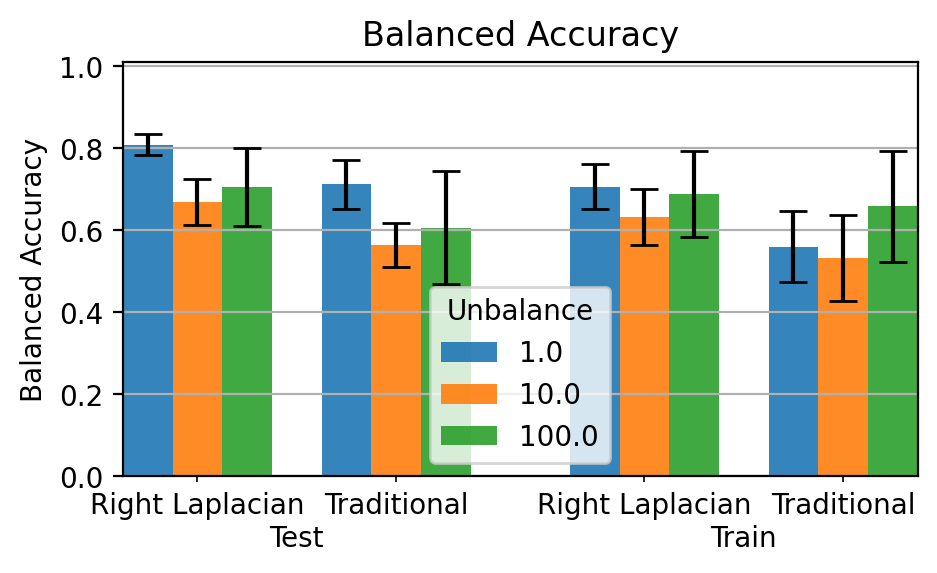 Balanced Accuracy
Balanced Accuracy
1.0
0.8
0.6
0.4
0.2
0.0
Unbalance
1.0
10.0
100.0
Right Laplacian Traditional Right Laplacian Traditional
Test Train